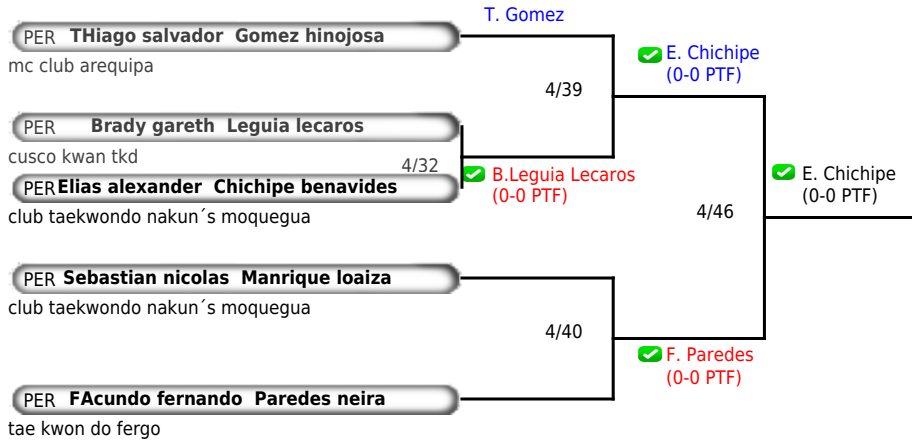 T. Gomez
PER THiago salvador Gomez hinojosa
mc club arequipa
E. Chichipe
(0-0 PTF)
4/39
PER Brady gareth Leguia lecaros
cusco kwan tkd
4/32
B.Leguia Lecaros
(0-0 PTF)
PER Elias alexander Chichipe benavides
club taekwondo nakun´s moquegua
E. Chichipe
(0-0 PTF)
4/46
PER Sebastian nicolas Manrique loaiza
club taekwondo nakun´s moquegua
4/40
F. Paredes
(0-0 PTF)
PER FAcundo fernando Paredes neira
tae kwon do fergo